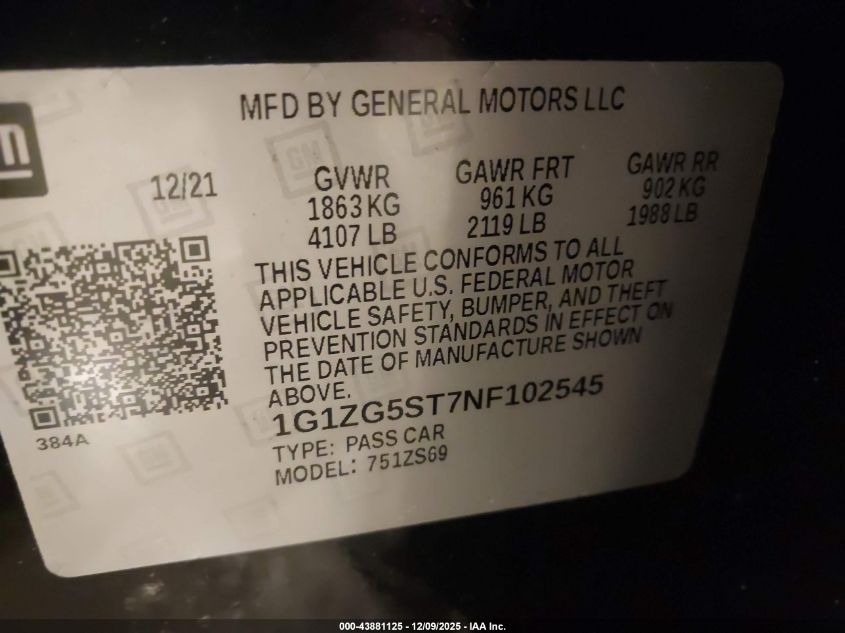 MFD BY GENERAL MOTORS LLC
GM
12/21
GVWR
1863 KG
4107 LB
GAWR FRT
961 KG
2119 LB
GAWR RR
902 KG
1988 LB
THIS VEHICLE CONFORMS TO ALL
APPLICABLE U.S. FEDERAL MOTOR
VEHICLE SAFETY, BUMPER, AND THEFT
PREVENTION STANDARDS IN EFFECT ON
THE DATE OF MANUFACTURE SHOWN
ABOVE.
1G1ZG5ST7NF102545
384A
TYPE: PASS CAR
MODEL: 751ZS69
000-43881125 - 12/09/2025 - IAA Inc.